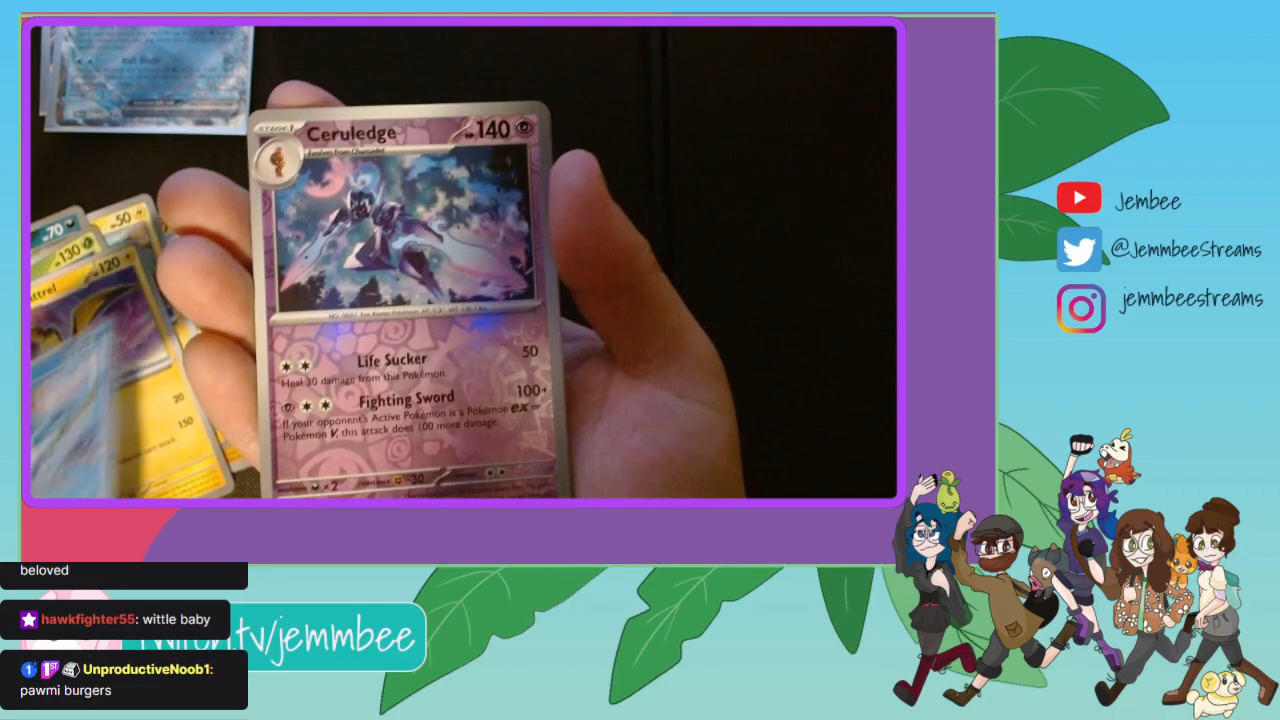 STAGE 1 Ceruledge HP 140
Evolves from Charcadet
Life Sucker 50
Heal 30 damage from this Pokémon.
Fighting Sword 100+
If your opponent's Active Pokémon is a Pokémon ex or
Pokémon V, this attack does 100 more damage.
×2 -30
70
50
130
120
20
150
Jembee
@JemmbeeStreams
jemmbeestreams
beloved
hawkfighter55: wittle baby
1 1ST UnproductiveNoob1:
pawmi burgers
.tv/jemmbee